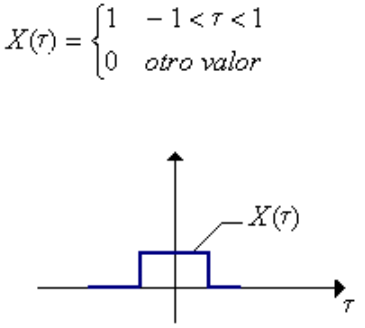 X(τ) = { 1 -1 < τ < 1
0 otro valor
X(τ)
τ